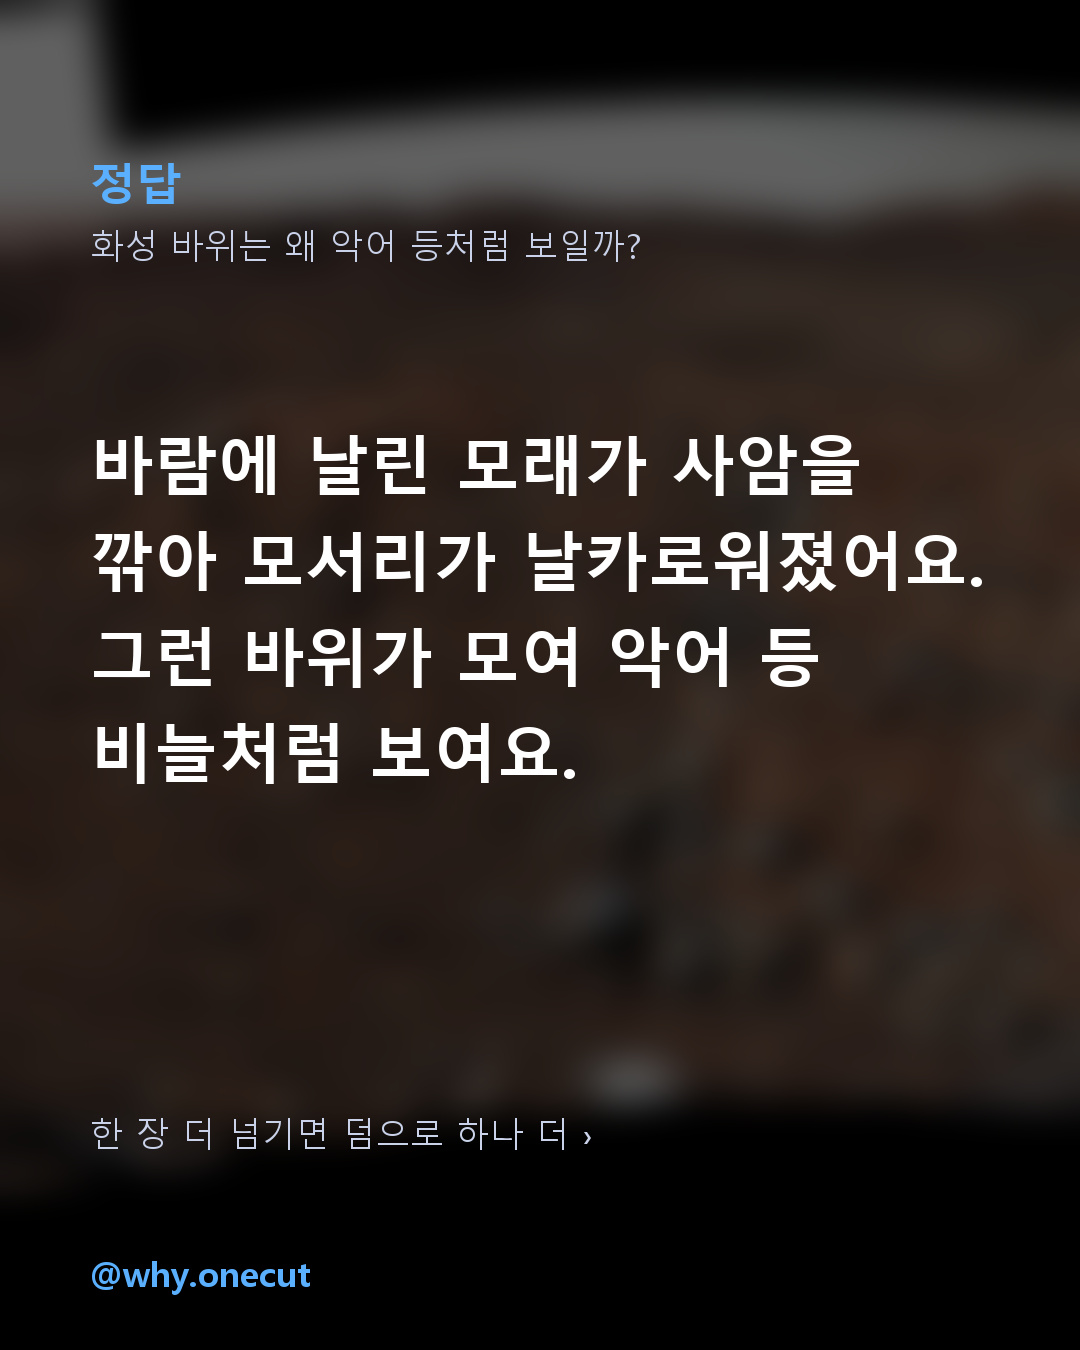 정답
화성 바위는 왜 악어 등처럼 보일까?
바람에 날린 모래가 사암을
깎아 모서리가 날카로워졌어요.
그런 바위가 모여 악어 등
비늘처럼 보여요.
한 장 더 넘기면 덤으로 하나 더 ›
@why.onecut